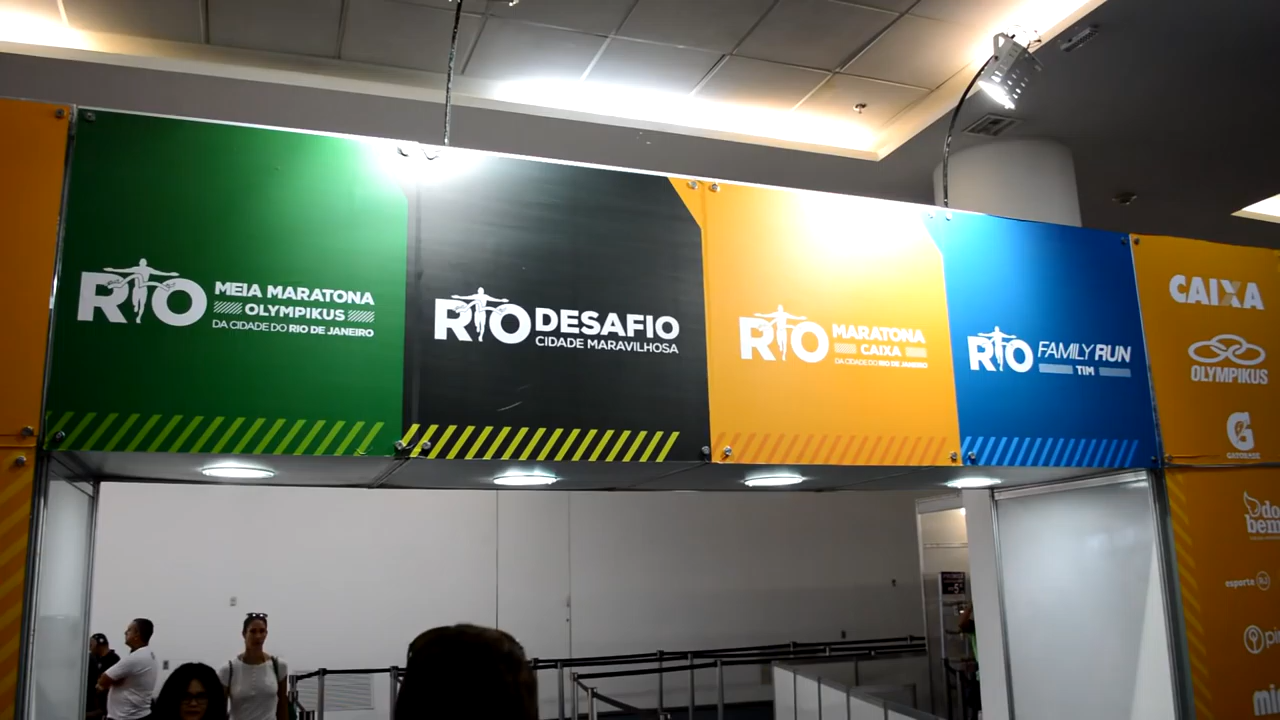 RIO
MEIA MARATONA
OLYMPIKUS
DA CIDADE DO RIO DE JANEIRO
RIO
DESAFIO
CIDADE MARAVILHOSA
RIO
MARATONA
CAIXA
DA CIDADE DO RIO DE JANEIRO
RIO
FAMILY RUN
TIM
CAIXA
OLYMPIKUS
G
GATORADE
do
bem
esporte